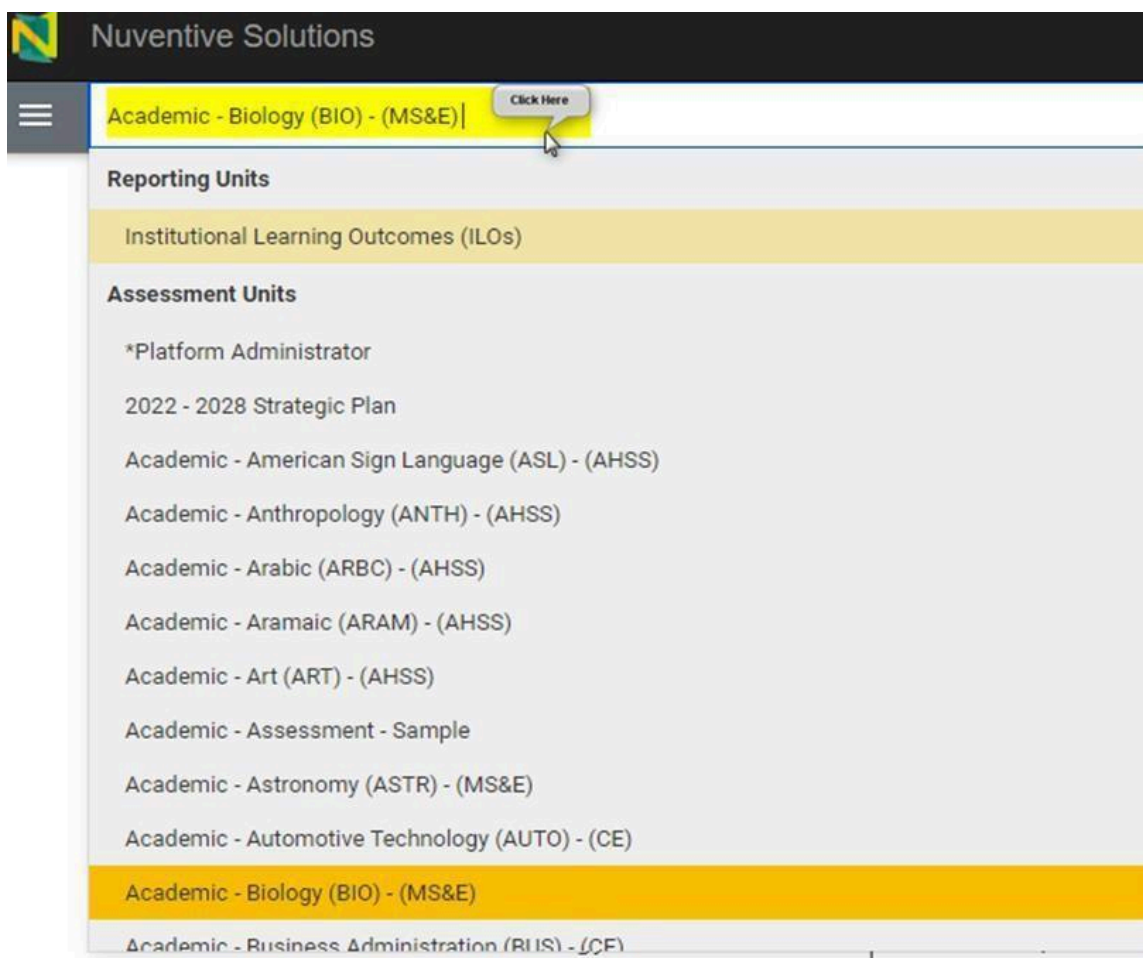 Nuventive Solutions
Click Here
Academic - Biology (BIO) - (MS&E)
Reporting Units
Institutional Learning Outcomes (ILOs)
Assessment Units
*Platform Administrator
2022 - 2028 Strategic Plan
Academic - American Sign Language (ASL) - (AHSS)
Academic - Anthropology (ANTH) - (AHSS)
Academic - Arabic (ARBC) - (AHSS)
Academic - Aramaic (ARAM) - (AHSS)
Academic - Art (ART) - (AHSS)
Academic - Assessment - Sample
Academic - Astronomy (ASTR) - (MS&E)
Academic - Automotive Technology (AUTO) - (CE)
Academic - Biology (BIO) - (MS&E)
Academic - Business Administration (BUS) - (CE)